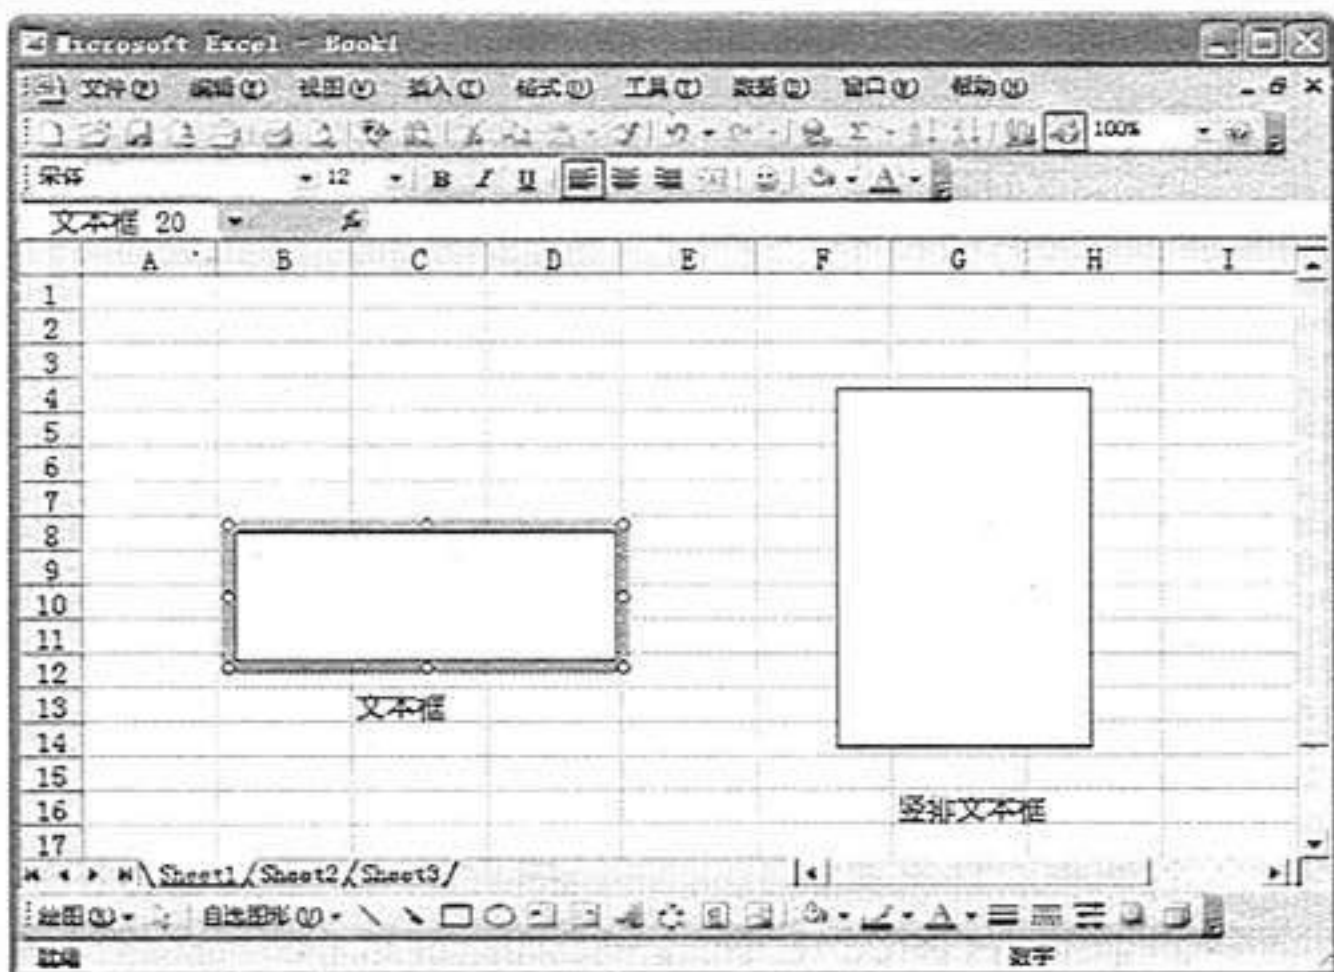 Microsoft Excel - Book1
文件(F) 编辑(E) 视图(V) 插入(I) 格式(O) 工具(T) 数据(D) 窗口(W) 帮助(H)
100%
宋体 12 B I U A
文本框 20 fx
A B C D E F G H I
1
2
3
4
5
6
7
8
9
10
11
12
13 文本框
14
15
16 竖排文本框
17
Sheet1 Sheet2 Sheet3
绘图(R) 自选图形(U) A
就绪 数字